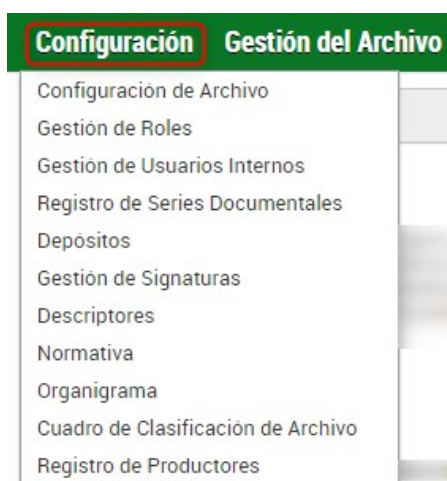 Configuración Gestión del Archivo
Configuración de Archivo
Gestión de Roles
Gestión de Usuarios Internos
Registro de Series Documentales
Depósitos
Gestión de Signaturas
Descriptores
Normativa
Organigrama
Cuadro de Clasificación de Archivo
Registro de Productores